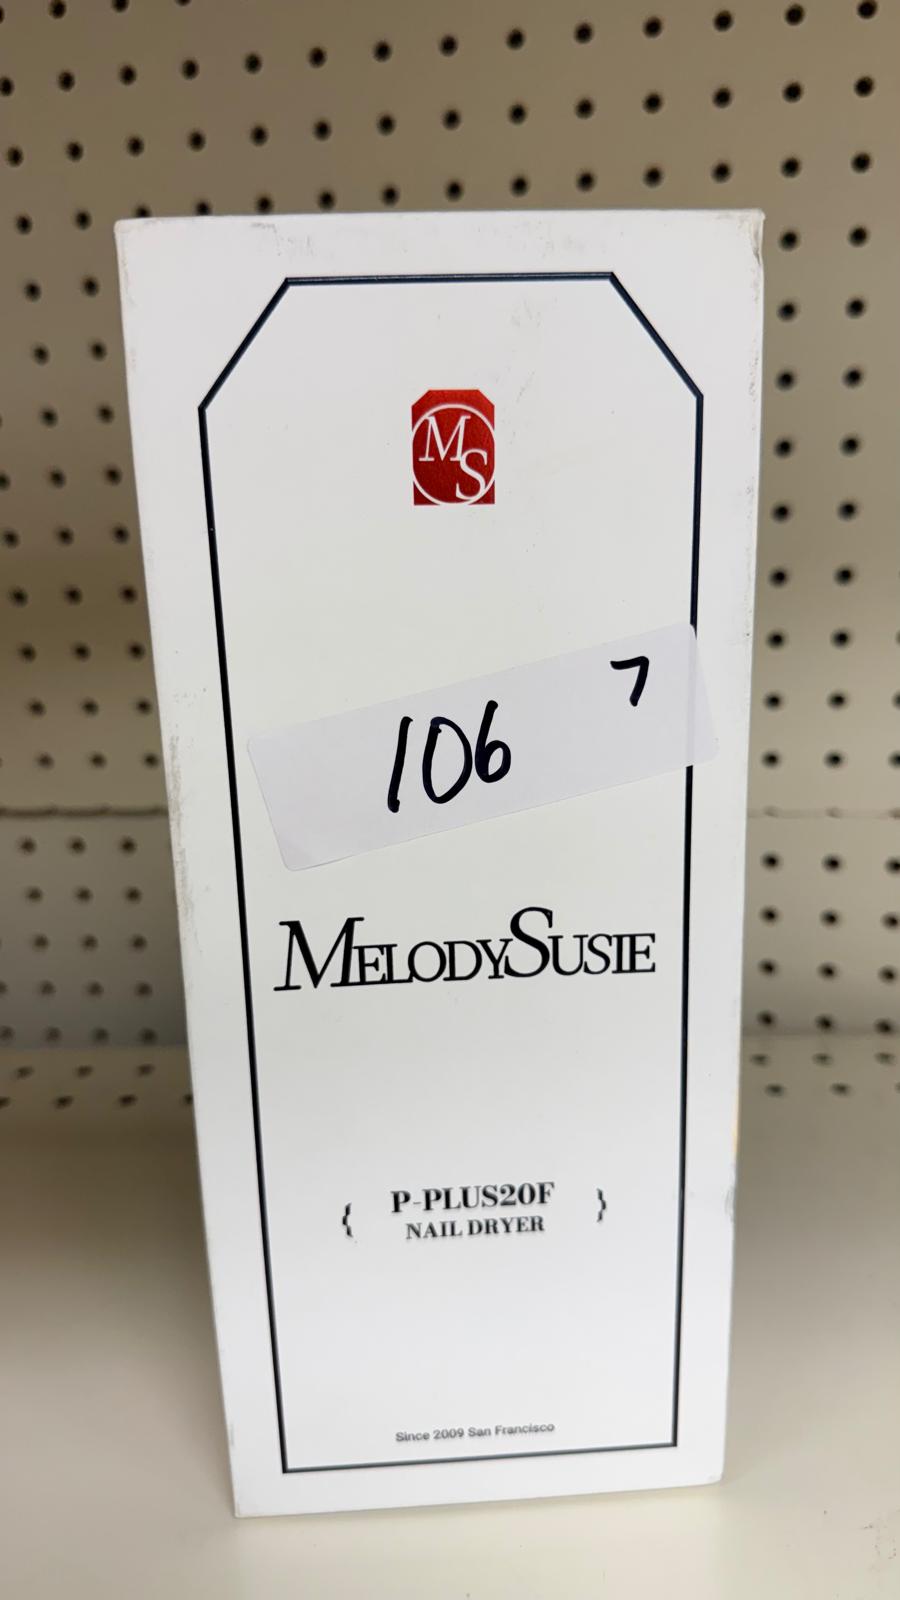 MS
7
106
MELODYSUSIE
{ P-PLUS20F }
NAIL DRYER
Since 2009 San Francisco